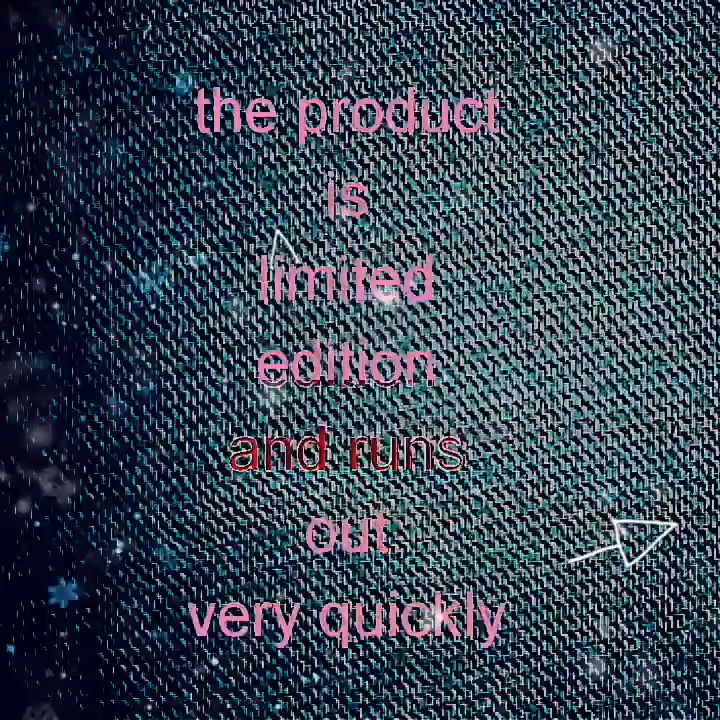 the product
is
limited
edition
and runs
out
very quickly